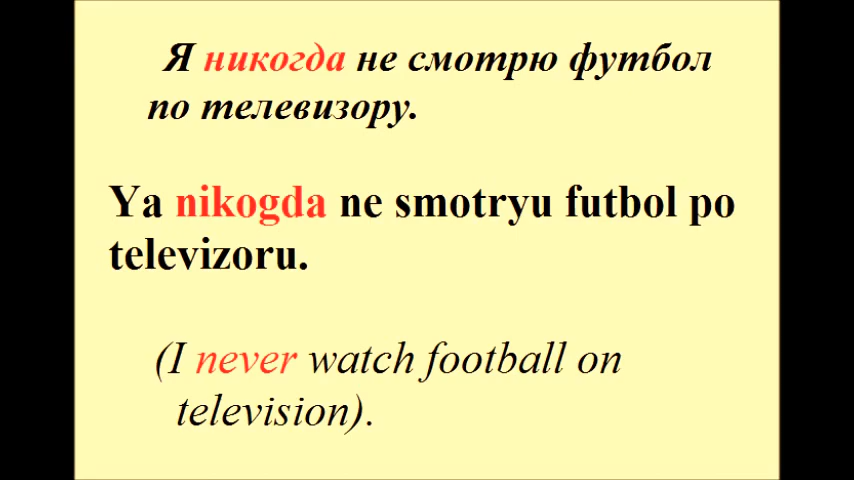 Я никогда не смотрю футбол
по телевизору.
Ya nikogda ne smotryu futbol po
televizoru.
(I never watch football on
television).